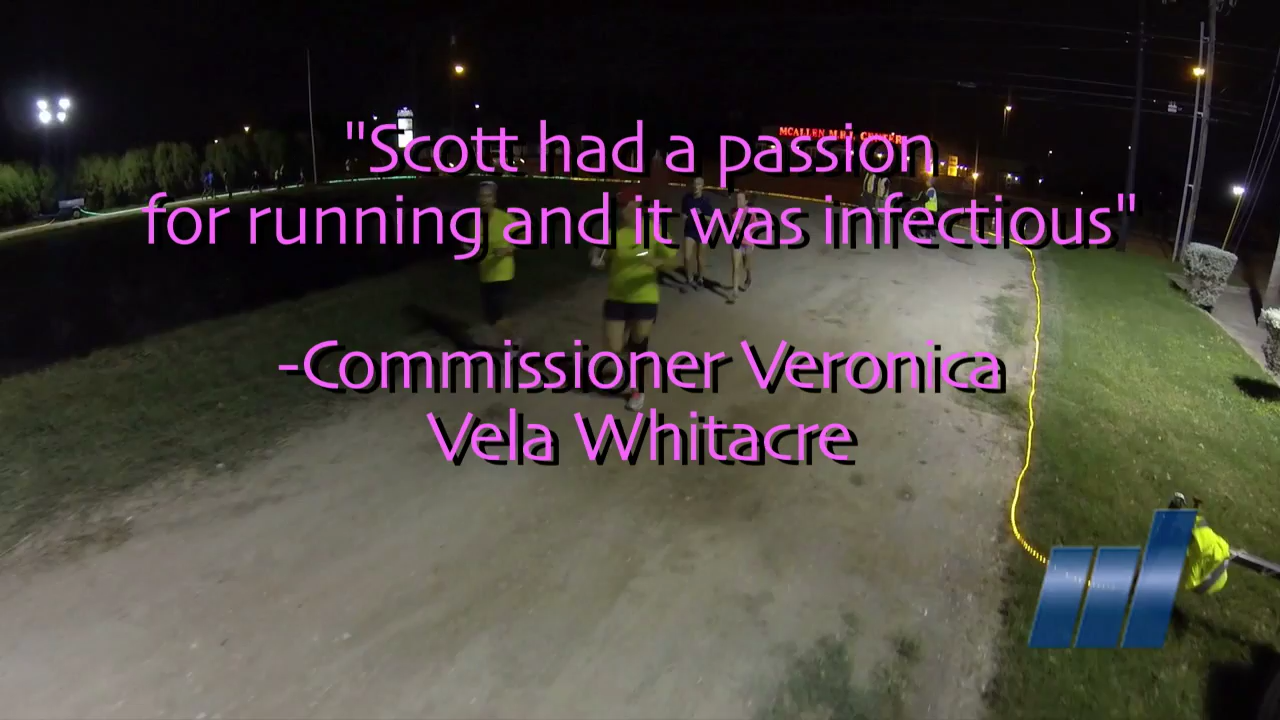 MCALLEN M.H.L. CENTER
"Scott had a passion
for running and it was infectious"
-Commissioner Veronica
Vela Whitacre